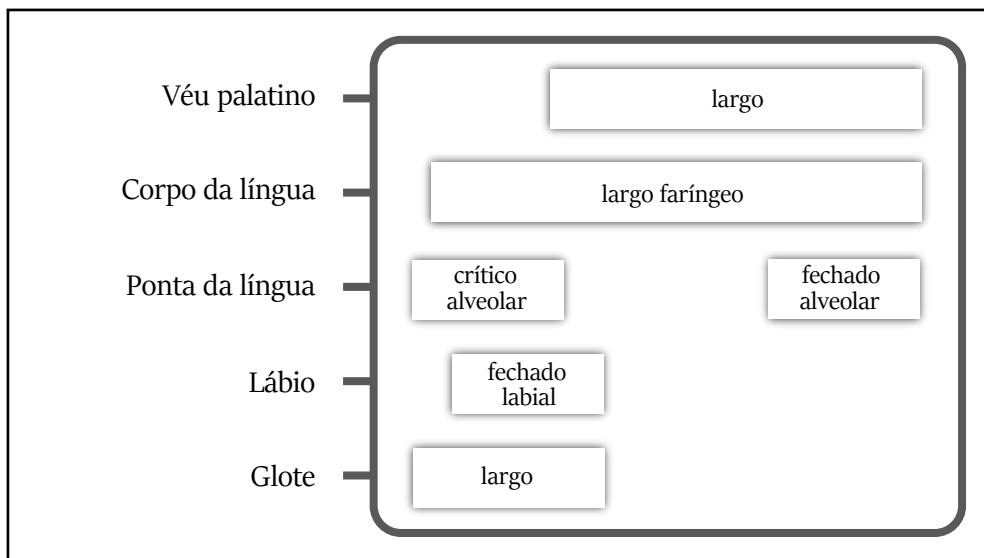 Véu palatino
largo
Corpo da língua
largo faríngeo
Ponta da língua
crítico
alveolar
fechado
alveolar
Lábio
fechado
labial
Glote
largo